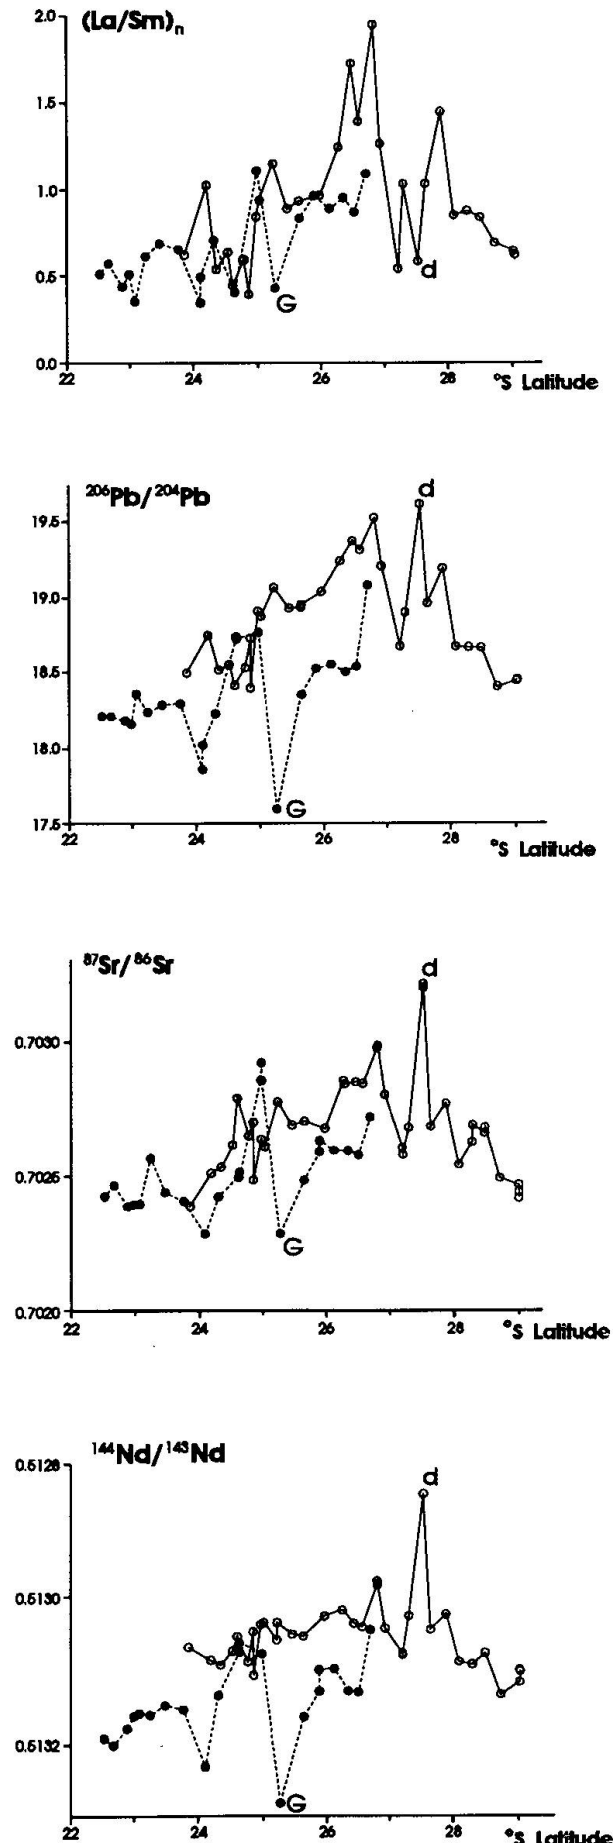 (La/Sm)n
2.0
1.5
1.0
0.5
0.0
G
d
22 24 26 28
°S Latitude
206Pb/204Pb
d
19.5
19.0
18.5
18.0
17.5
G
22 24 26 28
°S Latitude
87Sr/86Sr
d
0.7030
0.7025
0.7020
G
22 24 26 28
°S Latitude
144Nd/143Nd
0.5128
d
0.5130
0.5132
G
22 24 26 28
°S Latitude